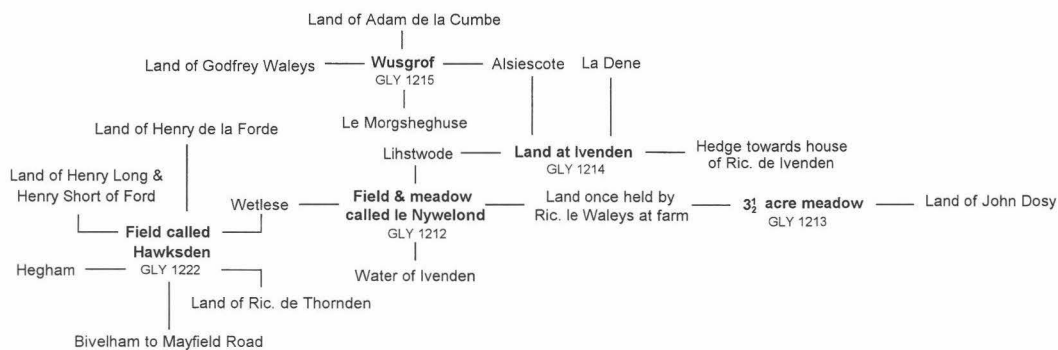 Land of Adam de la Cumbe
Land of Godfrey Waleys
Wusgrof
GLY 1215
Alsiescote
La Dene
Le Morgsheghuse
Land of Henry de la Forde
Lihstwode
Land at Ivenden
GLY 1214
Hedge towards house
of Ric. de Ivenden
Land of Henry Long &
Henry Short of Ford
Wetlese
Field & meadow
called le Nywelond
GLY 1212
Land once held by
Ric. le Waleys at farm
3½ acre meadow
GLY 1213
Land of John Dosy
Field called
Hawksden
GLY 1222
Hegham
Water of Ivenden
Land of Ric. de Thornden
Bivelham to Mayfield Road